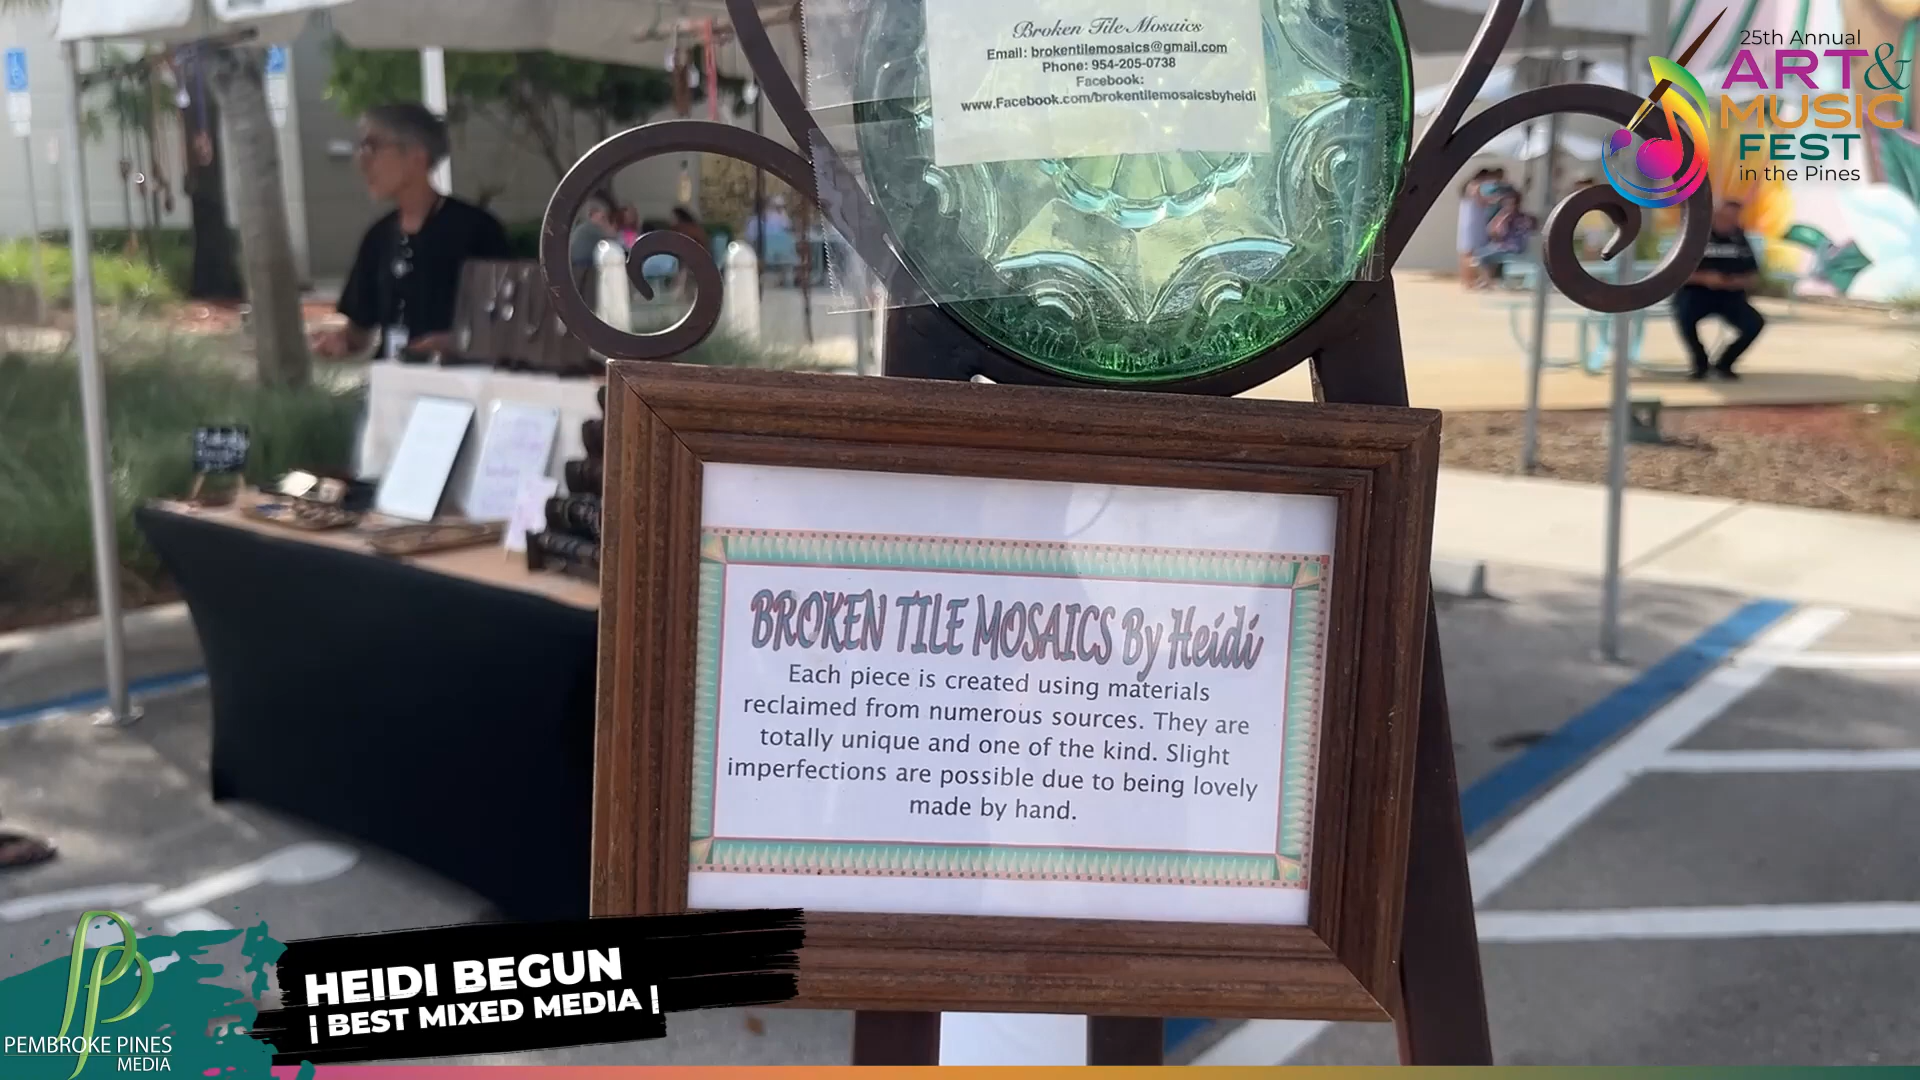 Broken Tile Mosaics
Email: brokentilemosaics@gmail.com
Phone: 954-205-0738
Facebook:
www.Facebook.com/brokentilemosaicsbyheidi
25th Annual
ART &
MUSIC
FEST
in the Pines
BROKEN TILE MOSAICS By Heidi
Each piece is created using materials
reclaimed from numerous sources. They are
totally unique and one of the kind. Slight
imperfections are possible due to being lovely
made by hand.
HEIDI BEGUN
| BEST MIXED MEDIA |
PEMBROKE PINES
MEDIA